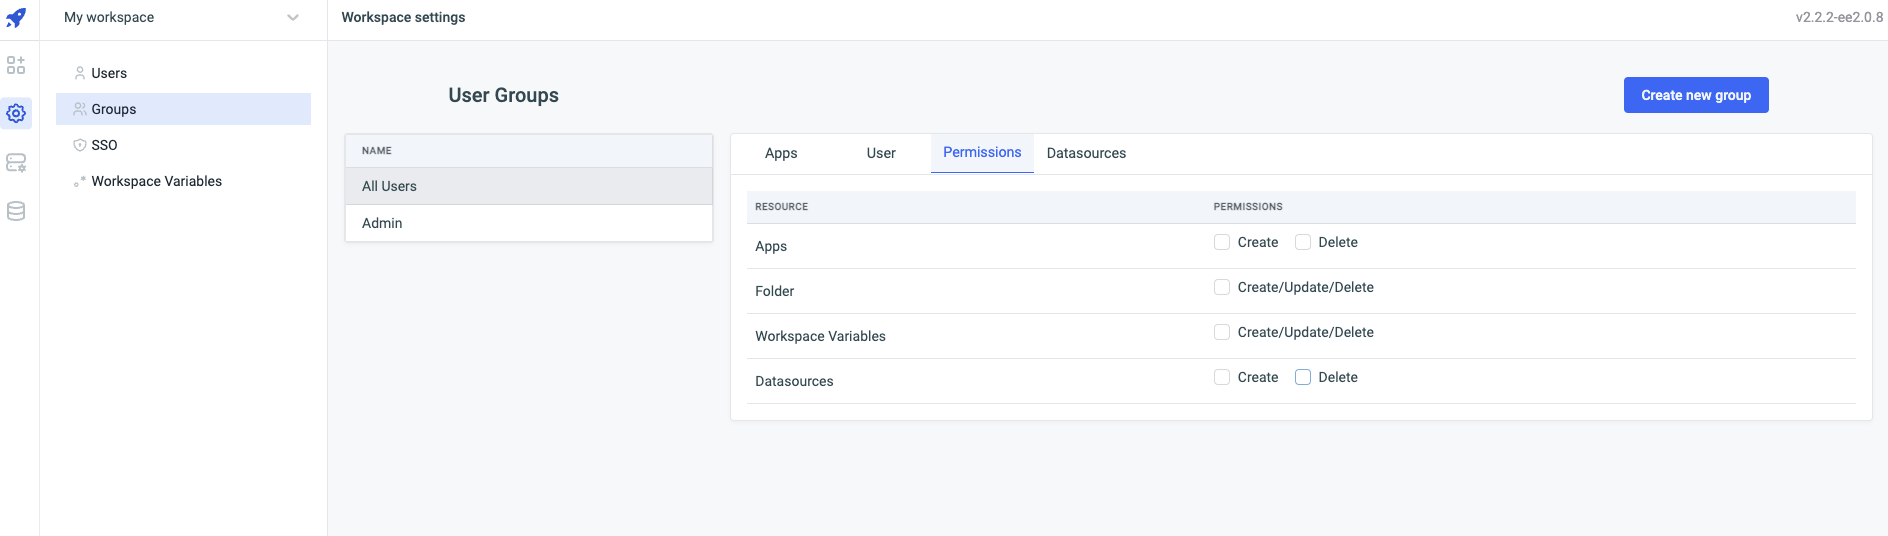 My workspace
Workspace settings
v2.2.2-ee2.0.8
Users
Groups
SSO
Workspace Variables
User Groups
Create new group
NAME
All Users
Admin
Apps User Permissions Datasources
RESOURCE PERMISSIONS
Apps Create Delete
Folder Create/Update/Delete
Workspace Variables Create/Update/Delete
Datasources Create Delete